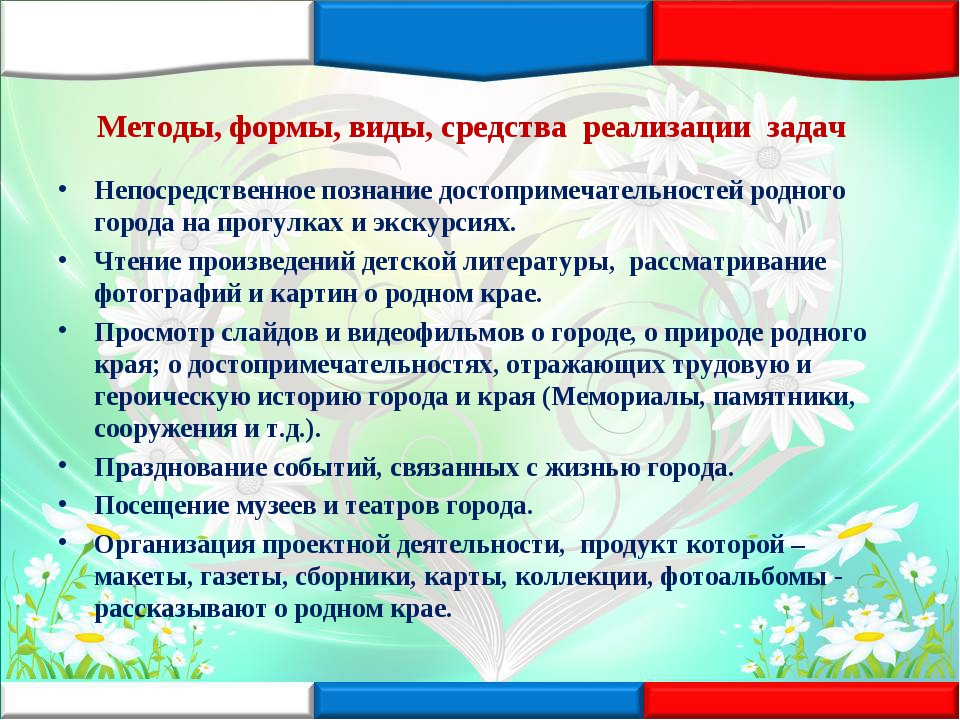 Методы, формы, виды, средства реализации задач
• Непосредственное познание достопримечательностей родного
города на прогулках и экскурсиях.
• Чтение произведений детской литературы, рассматривание
фотографий и картин о родном крае.
• Просмотр слайдов и видеофильмов о городе, о природе родного
края; о достопримечательностях, отражающих трудовую и
героическую историю города и края (Мемориалы, памятники,
сооружения и т.д.).
• Празднование событий, связанных с жизнью города.
• Посещение музеев и театров города.
• Организация проектной деятельности, продукт которой –
макеты, газеты, сборники, карты, коллекции, фотоальбомы -
рассказывают о родном крае.